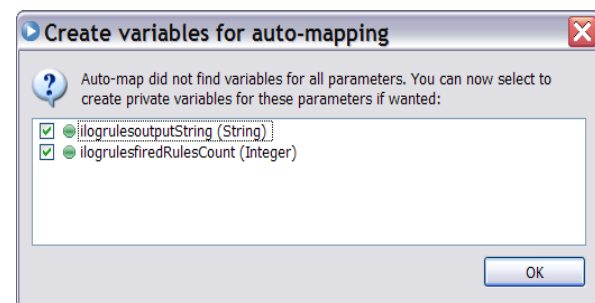 Create variables for auto-mapping
Auto-map did not find variables for all parameters. You can now select to
create private variables for these parameters if wanted:
ilogrulesoutputString (String)
ilogrulesfiredRulesCount (Integer)
OK